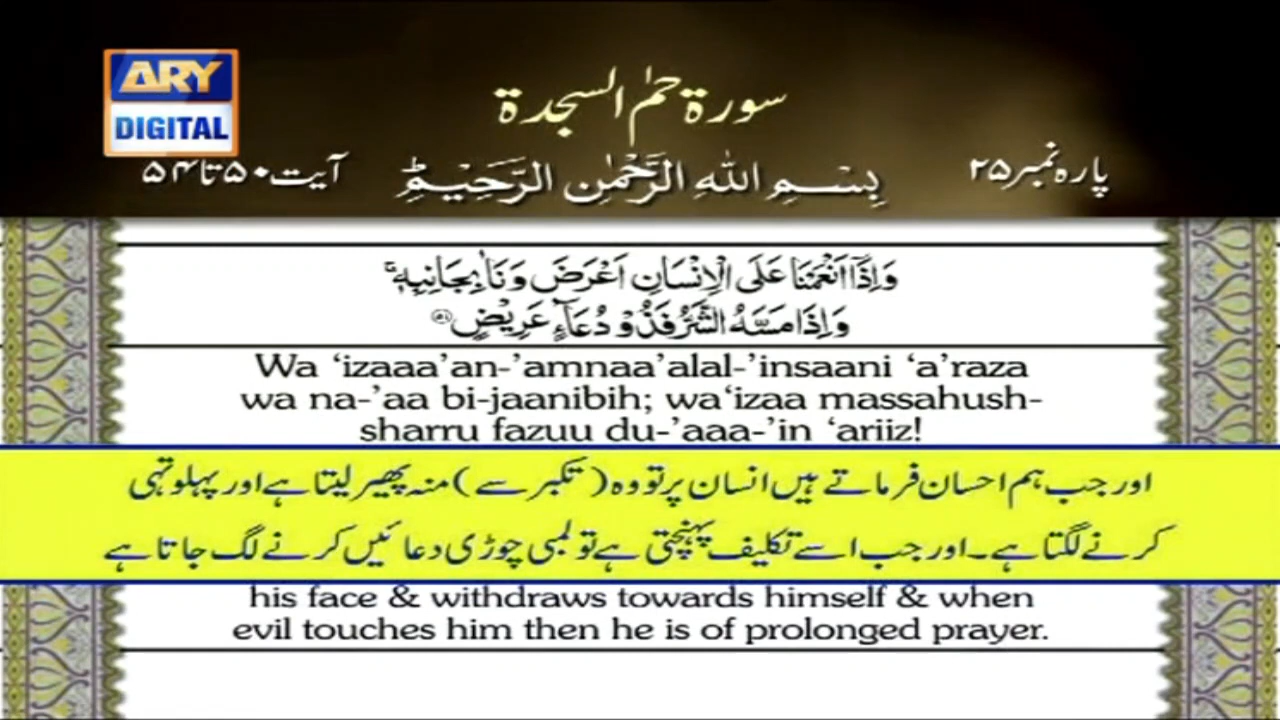 ARY
DIGITAL
سورة حٰمٓ السجدة
پارہ نمبر ۲۵
بِسْمِ اللهِ الرَّحْمٰنِ الرَّحِيْمِ
آیت ۵۰ تا ۵۴
وَاِذَآ اَنْعَمْنَا عَلَى الْاِنْسَانِ اَعْرَضَ وَنَاٰ بِجَانِبِهٖ ۚ
وَاِذَا مَسَّهُ الشَّرُّ فَذُوْ دُعَآءٍ عَرِيْضٍ ۵۱
Wa ‘izaaa’an-’amnaa’alal-’insaani ‘a’raza
wa na-’aa bi-jaanibih; wa‘izaa massahush-
sharru fazuu du-’aaa-’in ‘ariiz!
اور جب ہم احسان فرماتے ہیں انسان پر تو وہ (تکبر سے) منہ پھیر لیتا ہے اور پہلو تہی
کرنے لگتا ہے۔ اور جب اسے تکلیف پہنچتی ہے تو لمبی چوڑی دعائیں کرنے لگ جاتا ہے
his face & withdraws towards himself & when
evil touches him then he is of prolonged prayer.